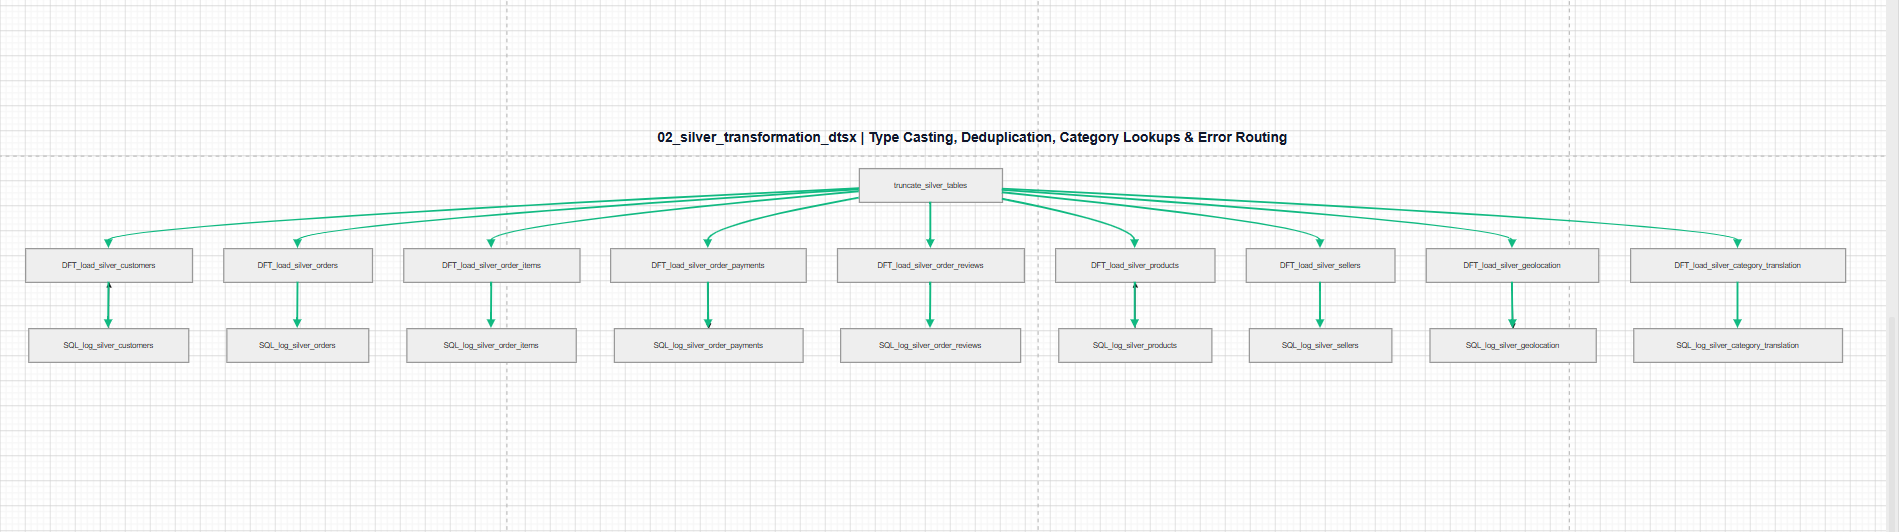 02_silver_transformation_dtsx | Type Casting, Deduplication, Category Lookups & Error Routing
truncate_silver_tables
DFT_load_silver_customers
DFT_load_silver_orders
DFT_load_silver_order_items
DFT_load_silver_order_payments
DFT_load_silver_order_reviews
DFT_load_silver_products
DFT_load_silver_sellers
DFT_load_silver_geolocation
DFT_load_silver_category_translation
SQL_log_silver_customers
SQL_log_silver_orders
SQL_log_silver_order_items
SQL_log_silver_order_payments
SQL_log_silver_order_reviews
SQL_log_silver_products
SQL_log_silver_sellers
SQL_log_silver_geolocation
SQL_log_silver_category_translation